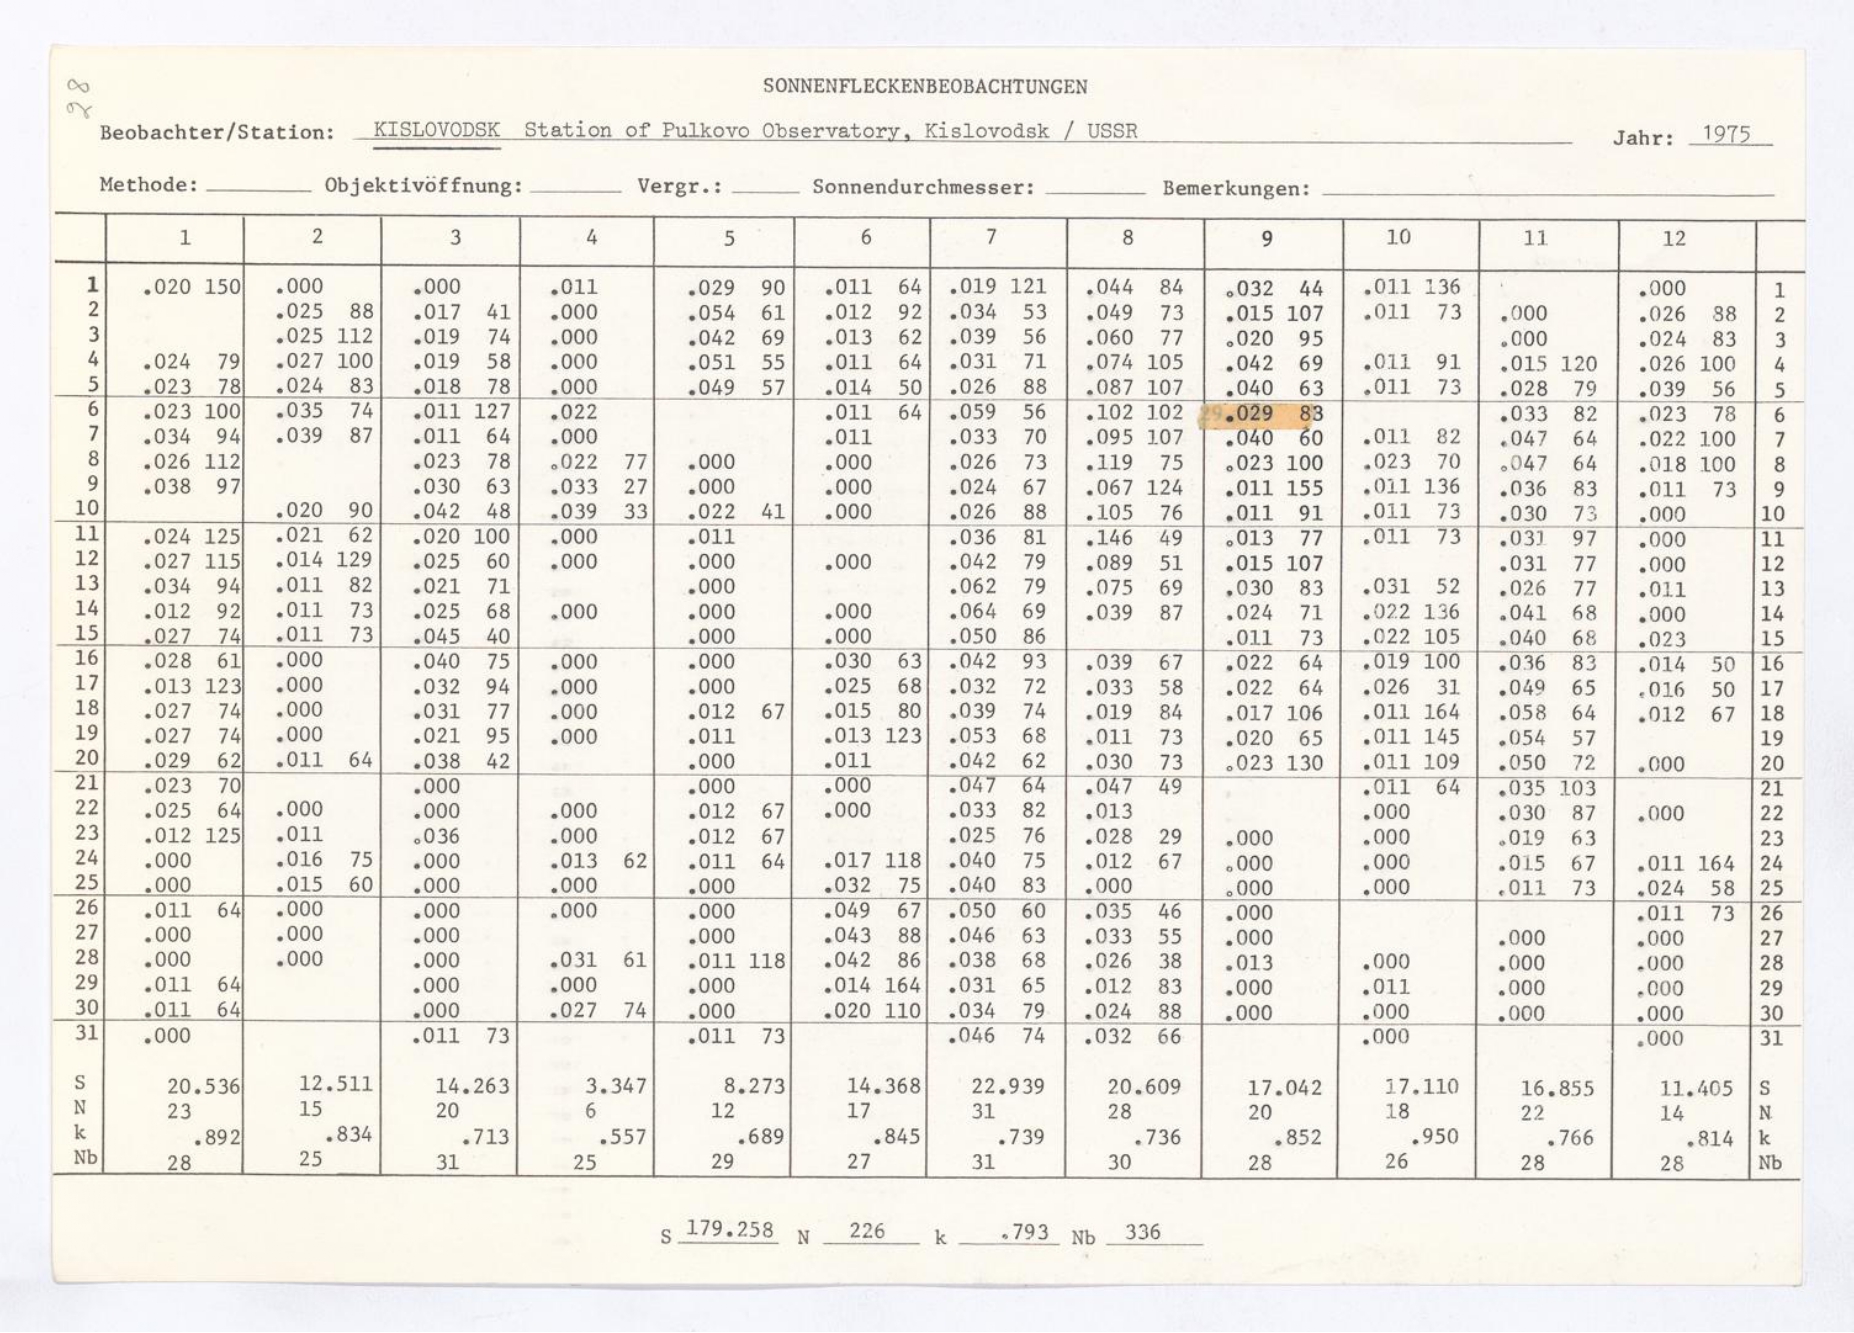 28
SONNENFLECKENBEOBACHTUNGEN
Beobachter/Station: KISLOVODSK Station of Pulkovo Observatory, Kislovodsk / USSR Jahr: 1975
Methode: Objektivöffnung: Vergr.: Sonnendurchmesser: Bemerkungen:
1 2 3 4 5 6 7 8 9 10 11 12
1 .020 150 .000 .000 .011 .029 90 .011 64 .019 121 .044 84 .032 44 .011 136 .000 1
2 .025 88 .017 41 .000 .054 61 .012 92 .034 53 .049 73 .015 107 .011 73 .000 .026 88 2
3 .025 112 .019 74 .000 .042 69 .013 62 .039 56 .060 77 .020 95 .000 .024 83 3
4 .024 79 .027 100 .019 58 .000 .051 55 .011 64 .031 71 .074 105 .042 69 .011 91 .015 120 .026 100 4
5 .023 78 .024 83 .018 78 .000 .049 57 .014 50 .026 88 .087 107 .040 63 .011 73 .028 79 .039 56 5
6 .023 100 .035 74 .011 127 .022 .011 64 .059 56 .102 102 .029 83 .033 82 .023 78 6
7 .034 94 .039 87 .011 64 .000 .011 .033 70 .095 107 .040 60 .011 82 .047 64 .022 100 7
8 .026 112 .023 78 .022 77 .000 .000 .026 73 .119 75 .023 100 .023 70 .047 64 .018 100 8
9 .038 97 .030 63 .033 27 .000 .000 .024 67 .067 124 .011 155 .011 136 .036 83 .011 73 9
10 .020 90 .042 48 .039 33 .022 41 .000 .026 88 .105 76 .011 91 .011 73 .030 73 .000 10
11 .024 125 .021 62 .020 100 .000 .011 .036 81 .146 49 .013 77 .011 73 .031 97 .000 11
12 .027 115 .014 129 .025 60 .000 .000 .000 .042 79 .089 51 .015 107 .031 77 .000 12
13 .034 94 .011 82 .021 71 .000 .062 79 .075 69 .030 83 .031 52 .026 77 .011 13
14 .012 92 .011 73 .025 68 .000 .000 .000 .064 69 .039 87 .024 71 .022 136 .041 68 .000 14
15 .027 74 .011 73 .045 40 .000 .000 .050 86 .011 73 .022 105 .040 68 .023 15
16 .028 61 .000 .040 75 .000 .000 .030 63 .042 93 .039 67 .022 64 .019 100 .036 83 .014 50 16
17 .013 123 .000 .032 94 .000 .000 .025 68 .032 72 .033 58 .022 64 .026 31 .049 65 .016 50 17
18 .027 74 .000 .031 77 .000 .012 67 .015 80 .039 74 .019 84 .017 106 .011 164 .058 64 .012 67 18
19 .027 74 .000 .021 95 .000 .011 .013 123 .053 68 .011 73 .020 65 .011 145 .054 57 19
20 .029 62 .011 64 .038 42 .000 .011 .042 62 .030 73 .023 130 .011 109 .050 72 .000 20
21 .023 70 .000 .000 .000 .047 64 .047 49 .011 64 .035 103 21
22 .025 64 .000 .000 .000 .012 67 .000 .033 82 .013 .000 .030 87 .000 22
23 .012 125 .011 .036 .000 .012 67 .025 76 .028 29 .000 .000 .019 63 23
24 .000 .016 75 .000 .013 62 .011 64 .017 118 .040 75 .012 67 .000 .000 .015 67 .011 164 24
25 .000 .015 60 .000 .000 .000 .032 75 .040 83 .000 .000 .000 .011 73 .024 58 25
26 .011 64 .000 .000 .000 .000 .049 67 .050 60 .035 46 .000 .011 73 26
27 .000 .000 .000 .000 .043 88 .046 63 .033 55 .000 .000 .000 27
28 .000 .000 .000 .031 61 .011 118 .042 86 .038 68 .026 38 .013 .000 .000 .000 28
29 .011 64 .000 .000 .000 .014 164 .031 65 .012 83 .000 .011 .000 .000 29
30 .011 64 .000 .027 74 .000 .020 110 .034 79 .024 88 .000 .000 .000 .000 30
31 .000 .011 73 .011 73 .046 74 .032 66 .000 .000 31
S 20.536 12.511 14.263 3.347 8.273 14.368 22.939 20.609 17.042 17.110 16.855 11.405 S
N 23 15 20 6 12 17 31 28 20 18 22 14 N
k .892 .834 .713 .557 .689 .845 .739 .736 .852 .950 .766 .814 k
Nb 28 25 31 25 29 27 31 30 28 26 28 28 Nb
S 179.258 N 226 k .793 Nb 336